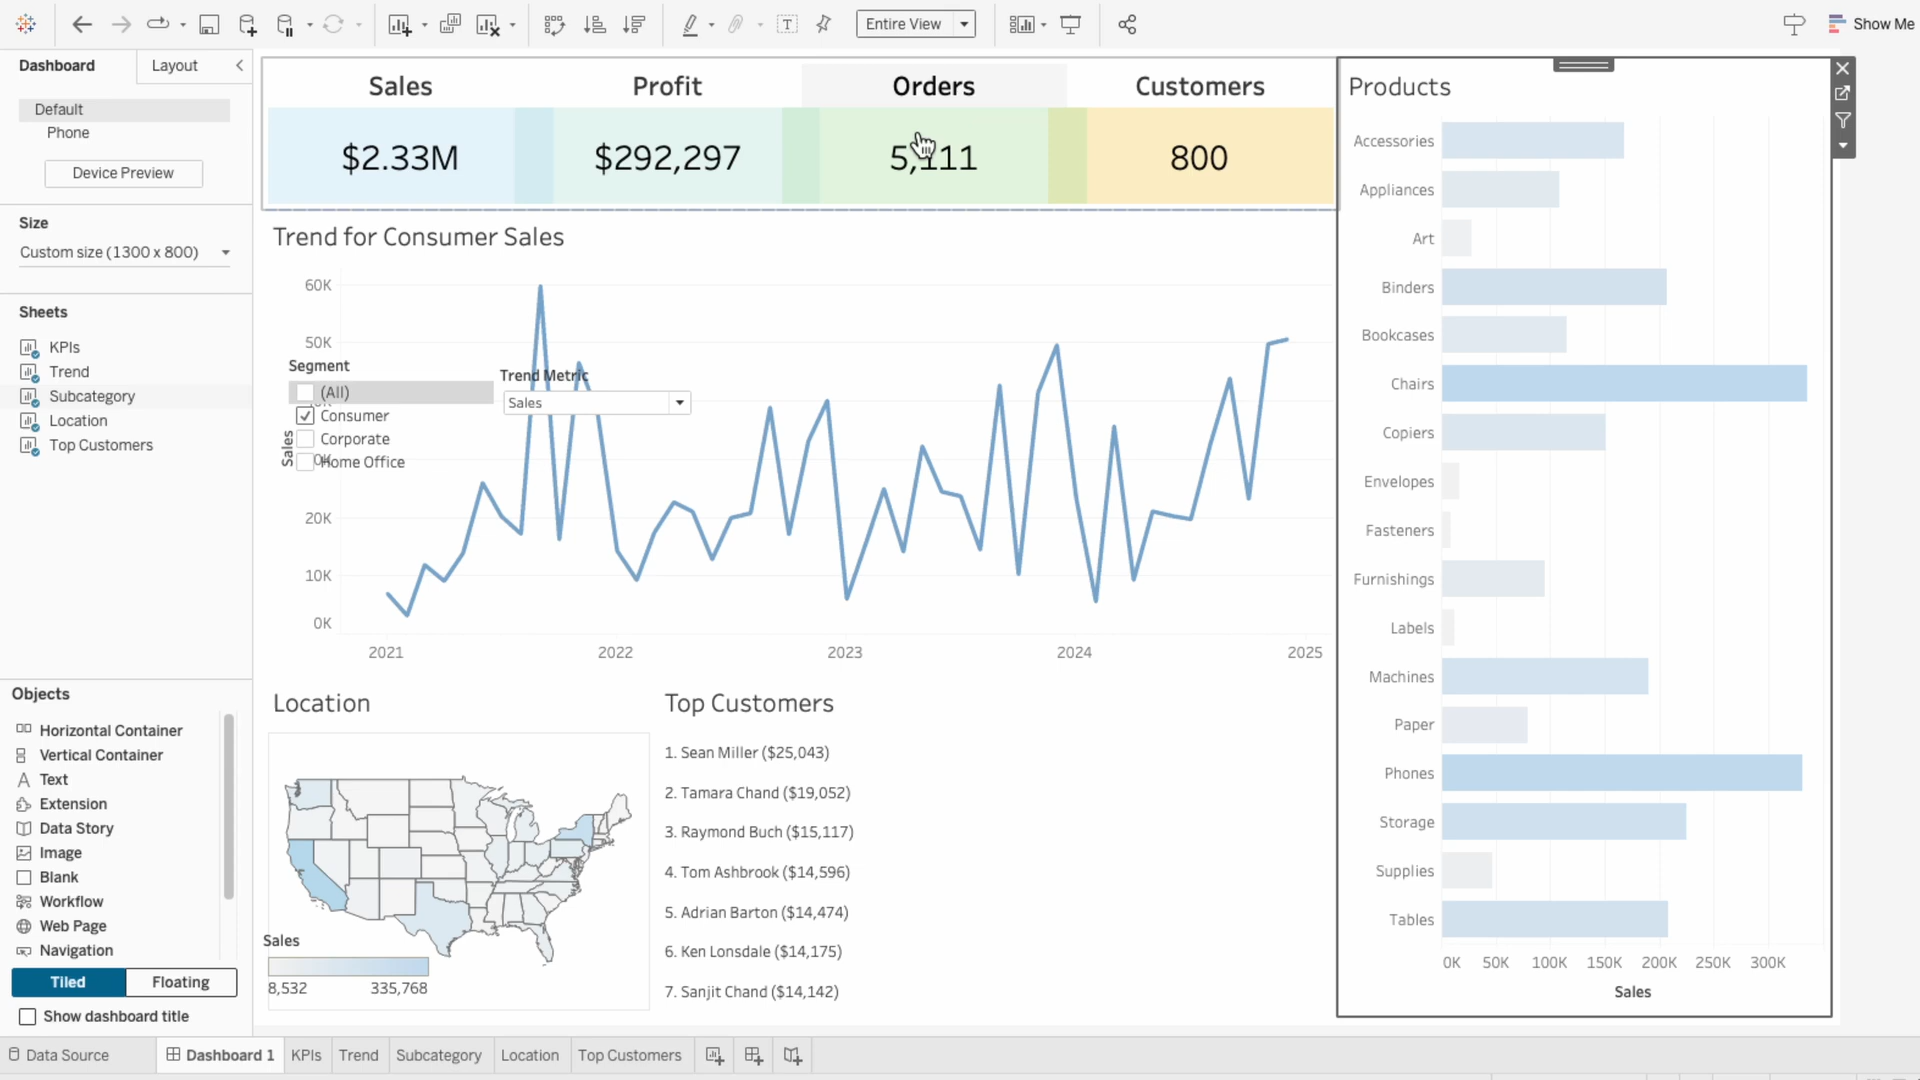 Entire View
Show Me
Dashboard
Layout
Default
Phone
Device Preview
Size
Custom size (1300 x 800)
Sheets
KPIs
Trend
Subcategory
Location
Top Customers
Objects
Horizontal Container
Vertical Container
Text
Extension
Data Story
Image
Blank
Workflow
Web Page
Navigation
Tiled
Floating
Show dashboard title
Sales
Profit
Orders
Customers
$2.33M
$292,297
5,111
800
Trend for Consumer Sales
60K
50K
20K
10K
0K
Sales
2021
2022
2023
2024
2025
Segment
(All)
Consumer
Corporate
Home Office
Trend Metric
Sales
Location
Sales
8,532
335,768
Top Customers
1. Sean Miller ($25,043)
2. Tamara Chand ($19,052)
3. Raymond Buch ($15,117)
4. Tom Ashbrook ($14,596)
5. Adrian Barton ($14,474)
6. Ken Lonsdale ($14,175)
7. Sanjit Chand ($14,142)
Products
Accessories
Appliances
Art
Binders
Bookcases
Chairs
Copiers
Envelopes
Fasteners
Furnishings
Labels
Machines
Paper
Phones
Storage
Supplies
Tables
0K
50K
100K
150K
200K
250K
300K
Sales
Data Source
Dashboard 1
KPIs
Trend
Subcategory
Location
Top Customers